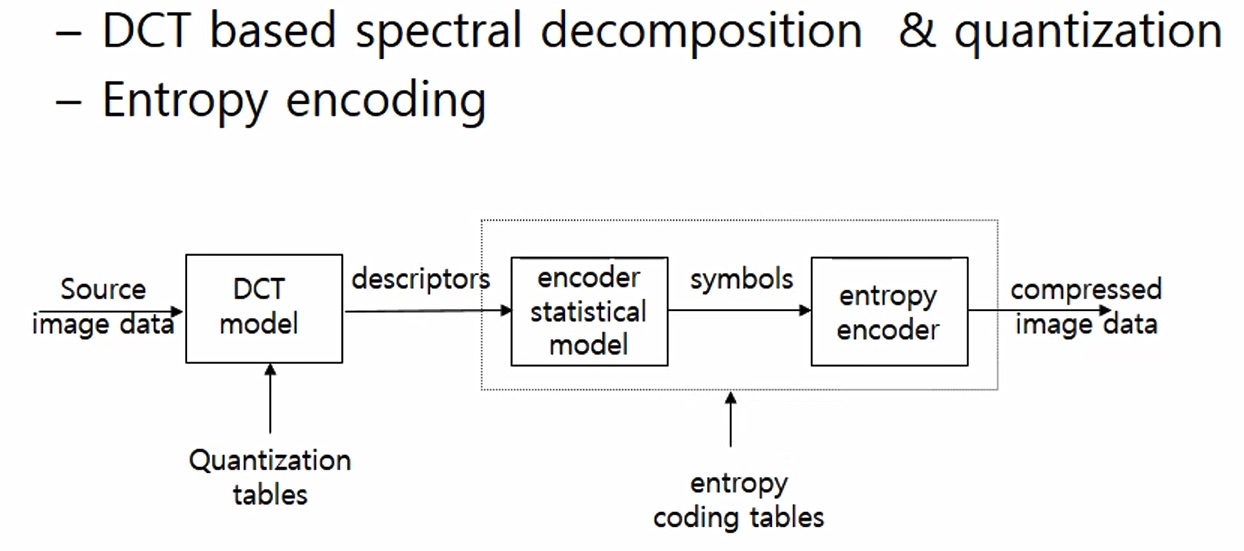 – DCT based spectral decomposition & quantization
– Entropy encoding
Source
image data
DCT
model
descriptors
encoder
statistical
model
symbols
entropy
encoder
compressed
image data
Quantization
tables
entropy
coding tables